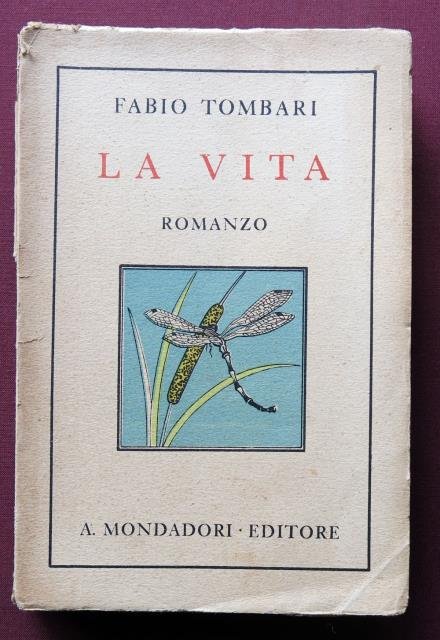 FABIO TOMBARI
LA VITA
ROMANZO
A. MONDADORI · EDITORE